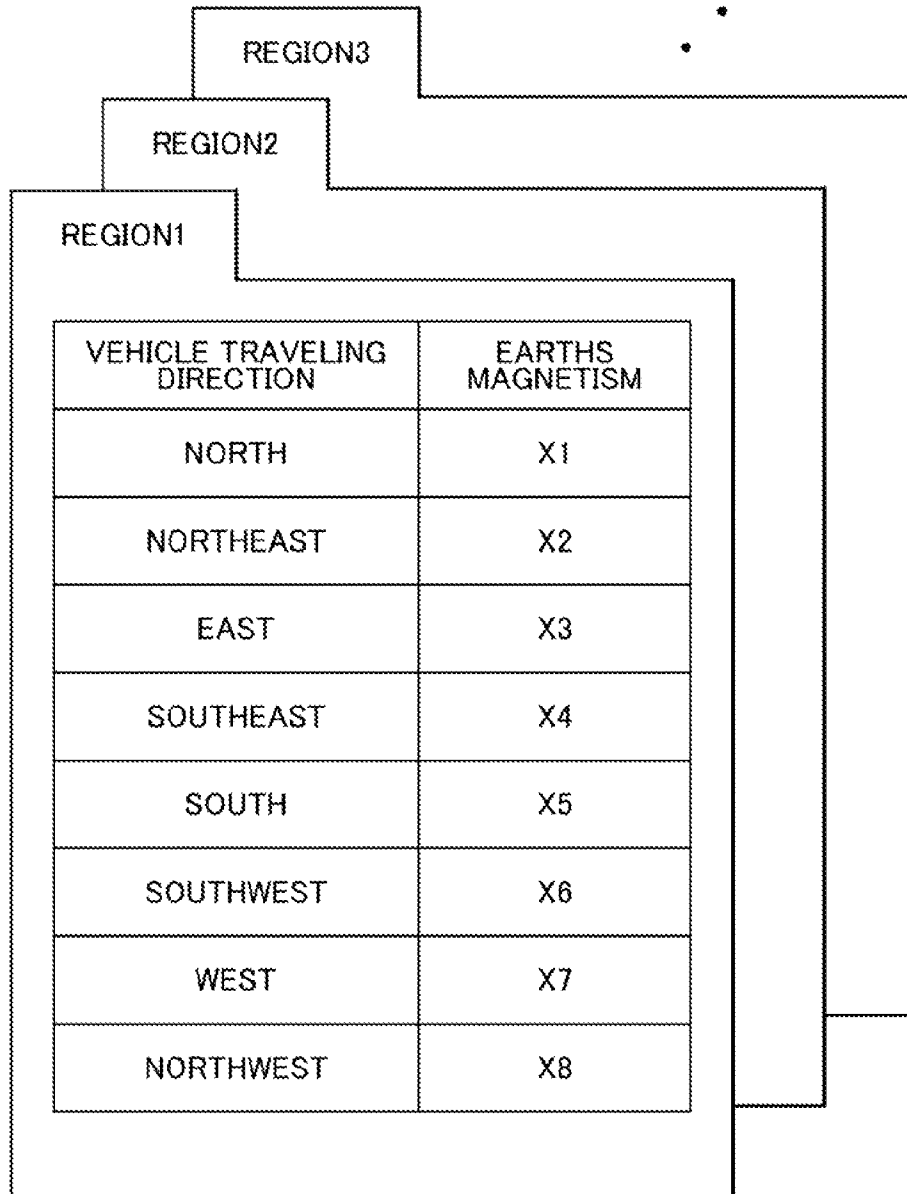 REGION3
REGION2
REGION1
VEHICLE TRAVELING
DIRECTION
EARTHS
MAGNETISM
NORTH X1
NORTHEAST X2
EAST X3
SOUTHEAST X4
SOUTH X5
SOUTHWEST X6
WEST X7
NORTHWEST X8